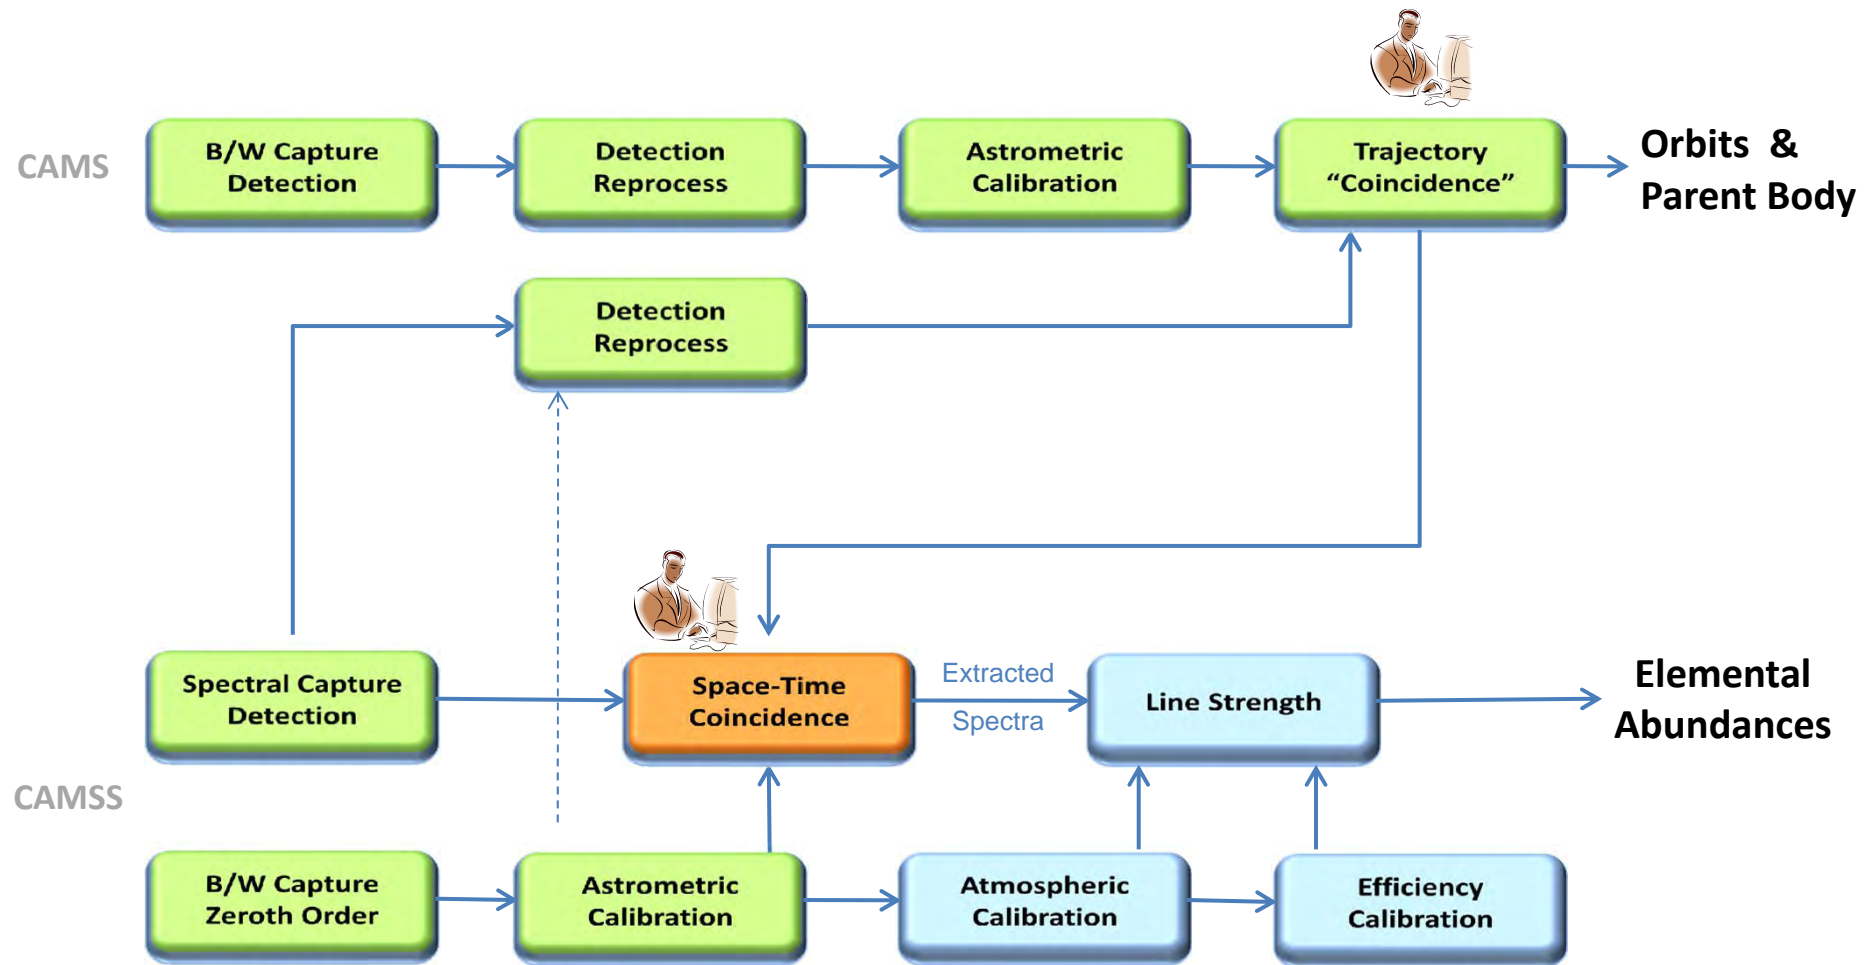 CAMS
B/W Capture
Detection
Detection
Reprocess
Astrometric
Calibration
Trajectory
“Coincidence”
Orbits &
Parent Body
Detection
Reprocess
Spectral Capture
Detection
Space-Time
Coincidence
Extracted
Spectra
Line Strength
Elemental
Abundances
CAMSS
B/W Capture
Zeroth Order
Astrometric
Calibration
Atmospheric
Calibration
Efficiency
Calibration